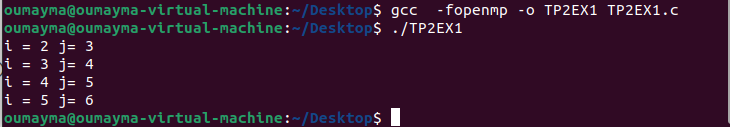 oumayma@oumayma-virtual-machine:~/Desktop$ gcc  -fopenmp -o TP2EX1 TP2EX1.c
oumayma@oumayma-virtual-machine:~/Desktop$ ./TP2EX1
i = 2 j= 3
i = 3 j= 4
i = 4 j= 5
i = 5 j= 6
oumayma@oumayma-virtual-machine:~/Desktop$